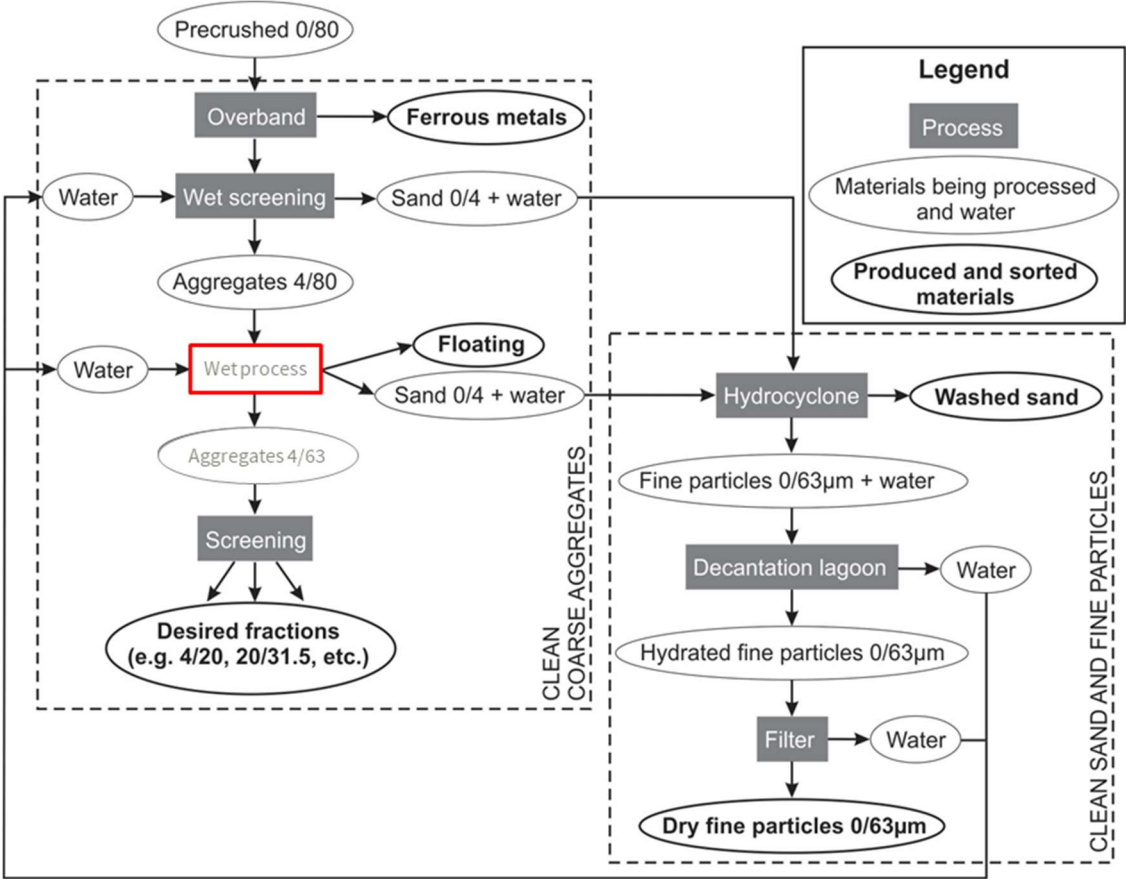 Precrushed 0/80
Overband
Ferrous metals
Water
Wet screening
Sand 0/4 + water
Aggregates 4/80
Water
Wet process
Floating
Sand 0/4 + water
Aggregates 4/63
Screening
Desired fractions
(e.g. 4/20, 20/31.5, etc.)
CLEAN
COARSE AGGREGATES
Legend
Process
Materials being processed
and water
Produced and sorted
materials
Hydrocyclone
Washed sand
Fine particles 0/63µm + water
Decantation lagoon
Water
Hydrated fine particles 0/63µm
Filter
Water
Dry fine particles 0/63µm
CLEAN SAND AND FINE PARTICLES